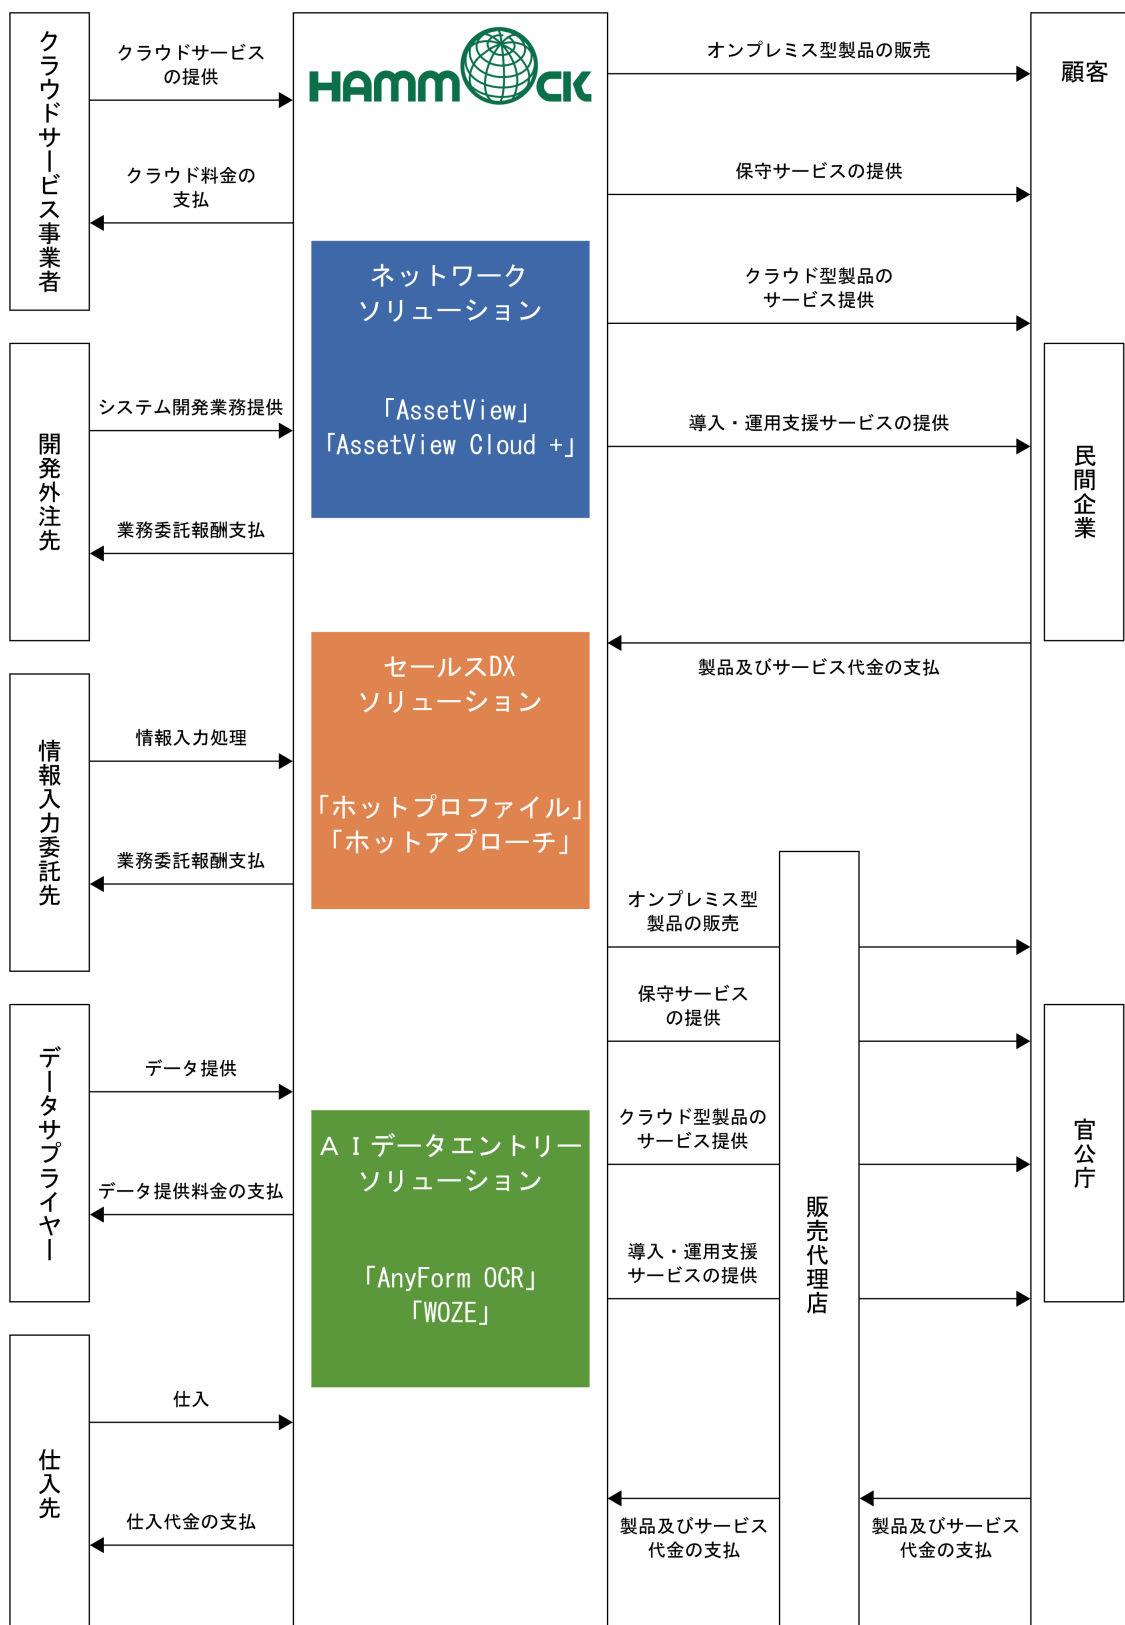 クラウドサービス事業者
クラウドサービス
の提供
クラウド料金の
支払
開発外注先
システム開発業務提供
業務委託報酬支払
情報入力委託先
情報入力処理
業務委託報酬支払
データサプライヤー
データ提供
データ提供料金の支払
仕入先
仕入
仕入代金の支払
HAMMOCK
ネットワーク
ソリューション
「AssetView」
「AssetView Cloud +」
セールスDX
ソリューション
「ホットプロファイル」
「ホットアプローチ」
ＡＩデータエントリー
ソリューション
「AnyForm OCR」
「WOZE」
オンプレミス型製品の販売
保守サービスの提供
クラウド型製品の
サービス提供
導入・運用支援サービスの提供
製品及びサービス代金の支払
オンプレミス型
製品の販売
保守サービス
の提供
クラウド型製品の
サービス提供
導入・運用支援
サービスの提供
製品及びサービス
代金の支払
販売代理店
製品及びサービス
代金の支払
顧客
民間企業
官公庁